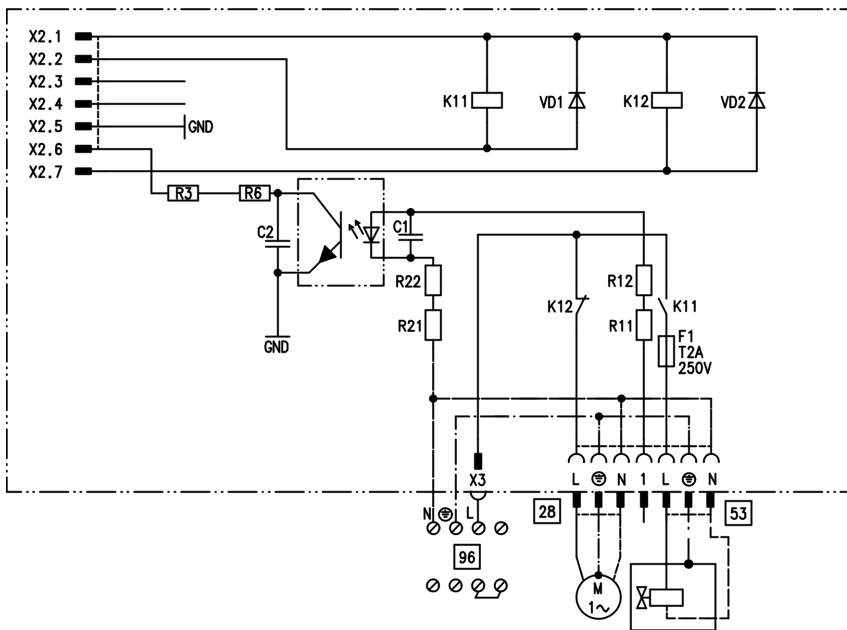 X2.1
X2.2
X2.3
X2.4
X2.5
X2.6
X2.7
GND
K11
VD1
K12
VD2
R3
R6
C2
C1
GND
R22
R21
K12
R12
R11
K11
F1
T2A
250V
X3
L
N
1
L
N
N
L
28
53
96
M
1~